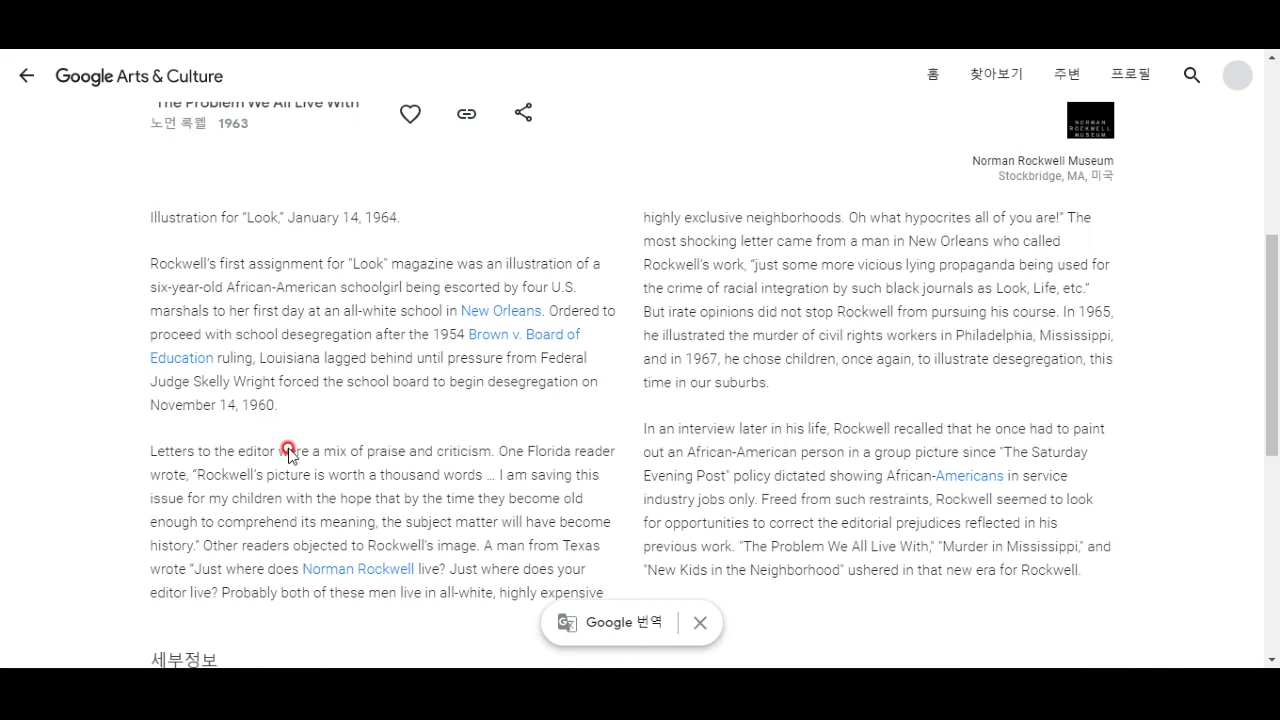 Google Arts & Culture
홈 찾아보기 주변 프로필
"The Problem We All Live With"
노먼 록웰 1963
NORMAN
ROCKWELL
MUSEUM
Norman Rockwell Museum
Stockbridge, MA, 미국
Illustration for “Look,” January 14, 1964.
Rockwell’s first assignment for "Look" magazine was an illustration of a
six-year-old African-American schoolgirl being escorted by four U.S.
marshals to her first day at an all-white school in New Orleans. Ordered to
proceed with school desegregation after the 1954 Brown v. Board of
Education ruling, Louisiana lagged behind until pressure from Federal
Judge Skelly Wright forced the school board to begin desegregation on
November 14, 1960.
Letters to the editor were a mix of praise and criticism. One Florida reader
wrote, “Rockwell’s picture is worth a thousand words … I am saving this
issue for my children with the hope that by the time they become old
enough to comprehend its meaning, the subject matter will have become
history.” Other readers objected to Rockwell’s image. A man from Texas
wrote “Just where does Norman Rockwell live? Just where does your
editor live? Probably both of these men live in all-white, highly expensive
highly exclusive neighborhoods. Oh what hypocrites all of you are!” The
most shocking letter came from a man in New Orleans who called
Rockwell’s work, “just some more vicious lying propaganda being used for
the crime of racial integration by such black journals as Look, Life, etc.”
But irate opinions did not stop Rockwell from pursuing his course. In 1965,
he illustrated the murder of civil rights workers in Philadelphia, Mississippi,
and in 1967, he chose children, once again, to illustrate desegregation, this
time in our suburbs.
In an interview later in his life, Rockwell recalled that he once had to paint
out an African-American person in a group picture since “The Saturday
Evening Post” policy dictated showing African-Americans in service
industry jobs only. Freed from such restraints, Rockwell seemed to look
for opportunities to correct the editorial prejudices reflected in his
previous work. "The Problem We All Live With," "Murder in Mississippi," and
"New Kids in the Neighborhood" ushered in that new era for Rockwell.
Google 번역
세부정보